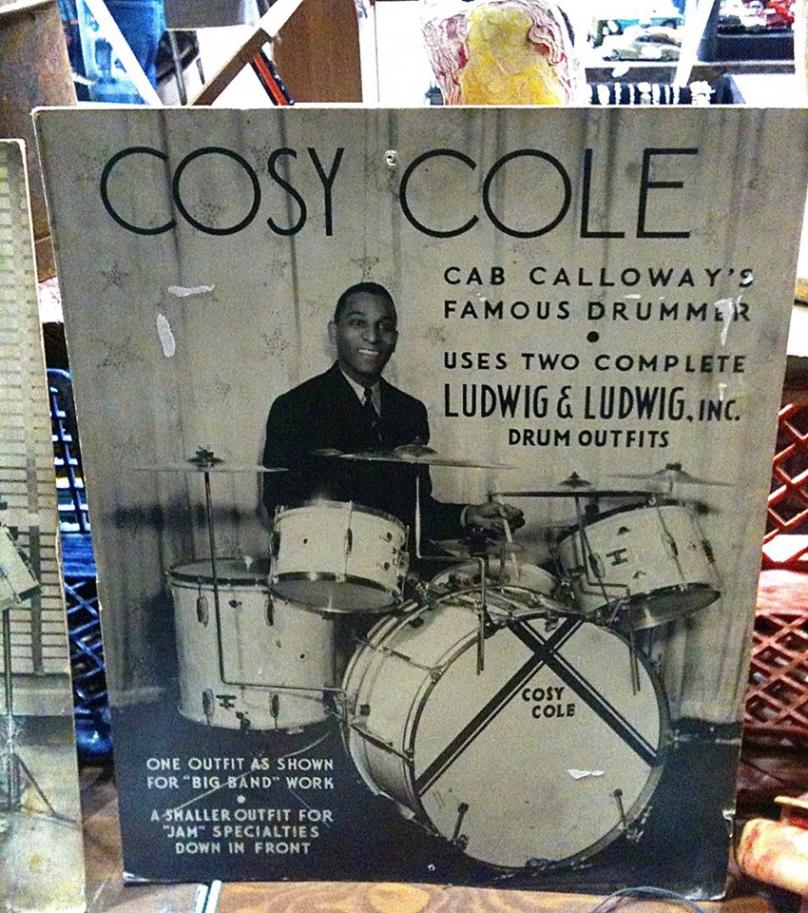 COSY COLE
CAB CALLOWAY'S
FAMOUS DRUMMER
USES TWO COMPLETE
LUDWIG & LUDWIG, INC.
DRUM OUTFITS
COSY
COLE
ONE OUTFIT AS SHOWN
FOR "BIG BAND" WORK
A SMALLER OUTFIT FOR
"JAM" SPECIALTIES
DOWN IN FRONT